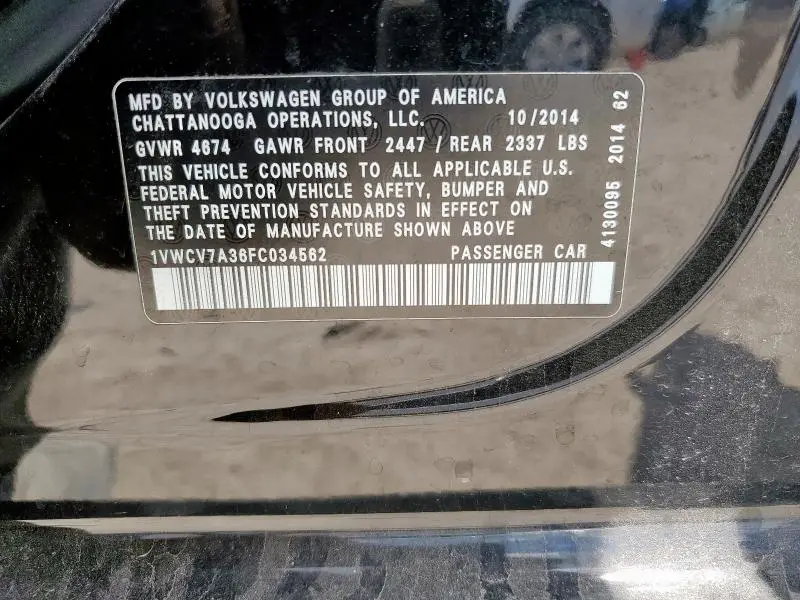 MFD BY VOLKSWAGEN GROUP OF AMERICA
CHATTANOOGA OPERATIONS, LLC. 10/2014
GVWR 4674 GAWR FRONT 2447 / REAR 2337 LBS
THIS VEHICLE CONFORMS TO ALL APPLICABLE U.S.
FEDERAL MOTOR VEHICLE SAFETY, BUMPER AND
THEFT PREVENTION STANDARDS IN EFFECT ON
THE DATE OF MANUFACTURE SHOWN ABOVE
1VWCV7A36FC034562 PASSENGER CAR
4130095 2014 62